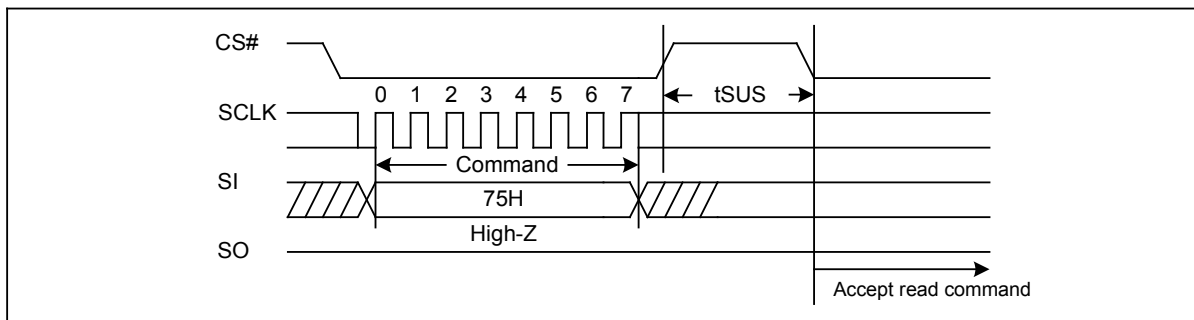 CS#
0 1 2 3 4 5 6 7
tSUS
SCLK
Command
SI
75H
High-Z
SO
Accept read command